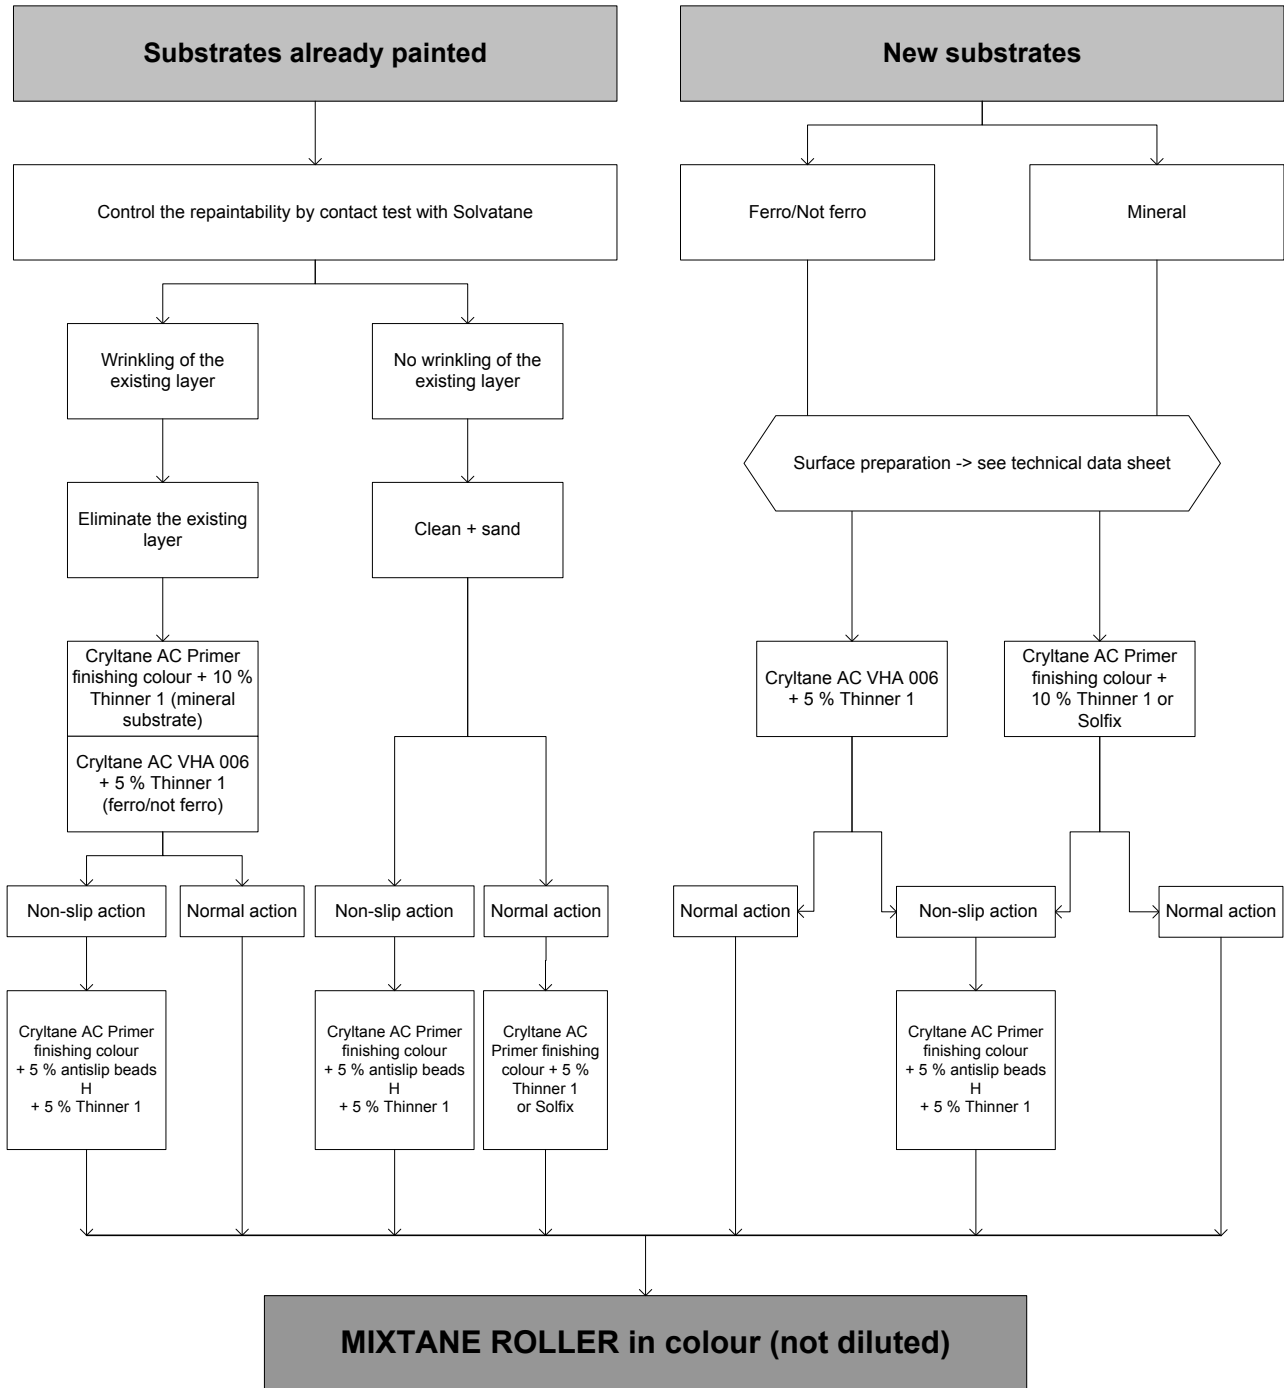 Substrates already painted
New substrates
Control the repaintability by contact test with Solvatane
Ferro/Not ferro
Mineral
Wrinkling of the
existing layer
No wrinkling of the
existing layer
Surface preparation -> see technical data sheet
Eliminate the existing
layer
Clean + sand
Cryltane AC Primer
finishing colour + 10 %
Thinner 1 (mineral
substrate)
Cryltane AC VHA 006
+ 5 % Thinner 1
(ferro/not ferro)
Cryltane AC VHA 006
+ 5 % Thinner 1
Cryltane AC Primer
finishing colour +
10 % Thinner 1 or
Solfix
Non-slip action
Normal action
Non-slip action
Normal action
Normal action
Non-slip action
Normal action
Cryltane AC Primer
finishing colour
+ 5 % antislip beads
H
+ 5 % Thinner 1
Cryltane AC Primer
finishing colour
+ 5 % antislip beads
H
+ 5 % Thinner 1
Cryltane AC
Primer finishing
colour + 5 %
Thinner 1
or Solfix
Cryltane AC Primer
finishing colour
+ 5 % antislip beads
H
+ 5 % Thinner 1
MIXTANE ROLLER in colour (not diluted)